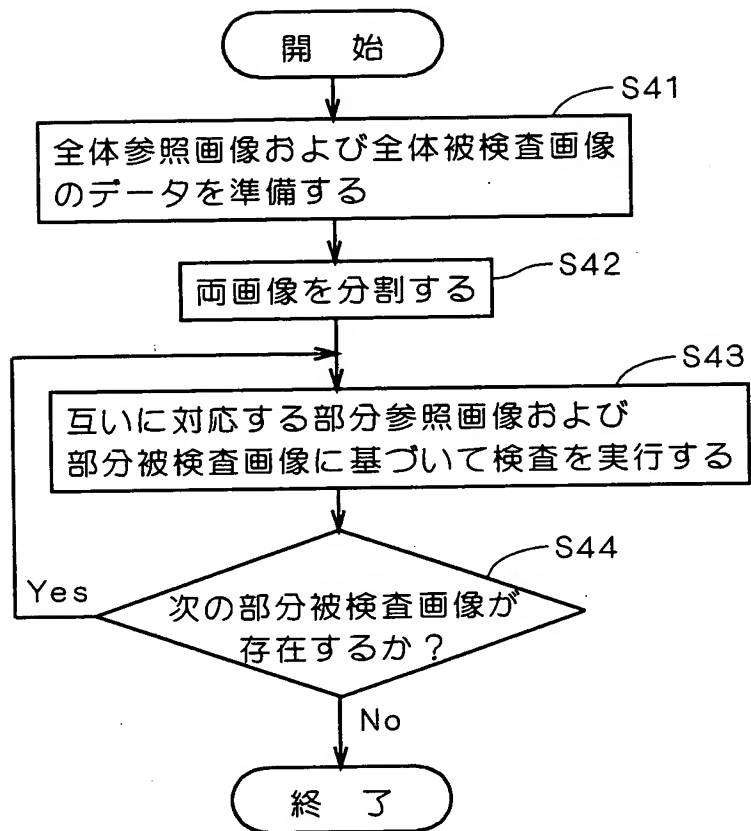 開 始
S41
全体参照画像および全体被検査画像
のデータを準備する
S42
両画像を分割する
S43
互いに対応する部分参照画像および
部分被検査画像に基づいて検査を実行する
S44
Yes
次の部分被検査画像が
存在するか？
No
終 了